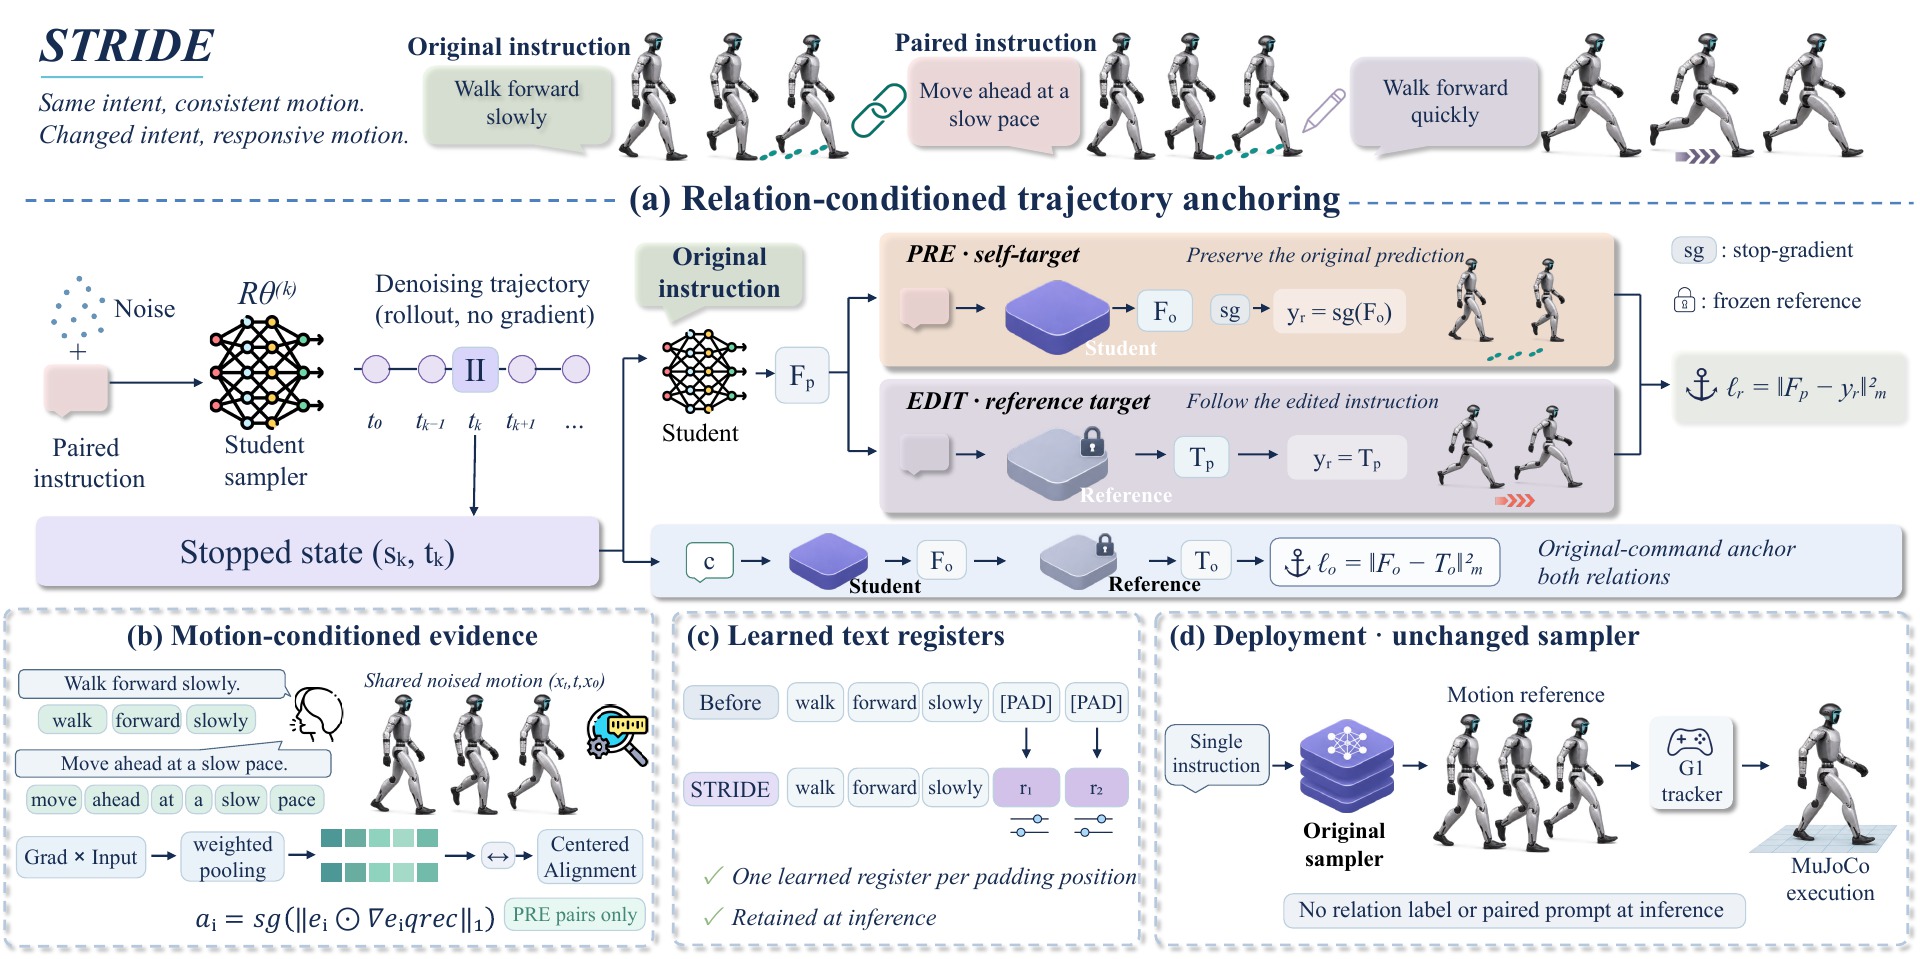 STRIDE
Same intent, consistent motion.
Changed intent, responsive motion.
Original instruction
Walk forward
slowly
Paired instruction
Move ahead at a
slow pace
Walk forward
quickly
(a) Relation-conditioned trajectory anchoring
Noise
+
Paired
instruction
Rθ⁽ᵏ⁾
Student
sampler
Denoising trajectory
(rollout, no gradient)
II
t₀ tₖ₋₁ tₖ tₖ₊₁ ...
Stopped state (sₖ, tₖ)
Original
instruction
Student
Fₚ
PRE · self-target
Preserve the original prediction
Student
Fₒ
sg
yᵣ = sg(Fₒ)
EDIT · reference target
Follow the edited instruction
Reference
Tₚ
yᵣ = Tₚ
sg : stop-gradient
: frozen reference
ℓᵣ = ‖Fₚ − yᵣ‖²ₘ
c
Student
Fₒ
Reference
Tₒ
ℓₒ = ‖Fₒ − Tₒ‖²ₘ
Original-command anchor
both relations
(b) Motion-conditioned evidence
Walk forward slowly.
walk forward slowly
Move ahead at a slow pace.
move ahead at a slow pace
Shared noised motion (xₜ,t,x₀)
Grad × Input
weighted
pooling
↔
Centered
Alignment
aᵢ = sg(‖eᵢ ⊙ ∇eᵢqrec‖₁)
PRE pairs only
(c) Learned text registers
Before walk forward slowly [PAD] [PAD]
STRIDE walk forward slowly r₁ r₂
✓ One learned register per padding position
✓ Retained at inference
(d) Deployment · unchanged sampler
Single
instruction
Original
sampler
Motion reference
G1
tracker
MuJoCo
execution
No relation label or paired prompt at inference